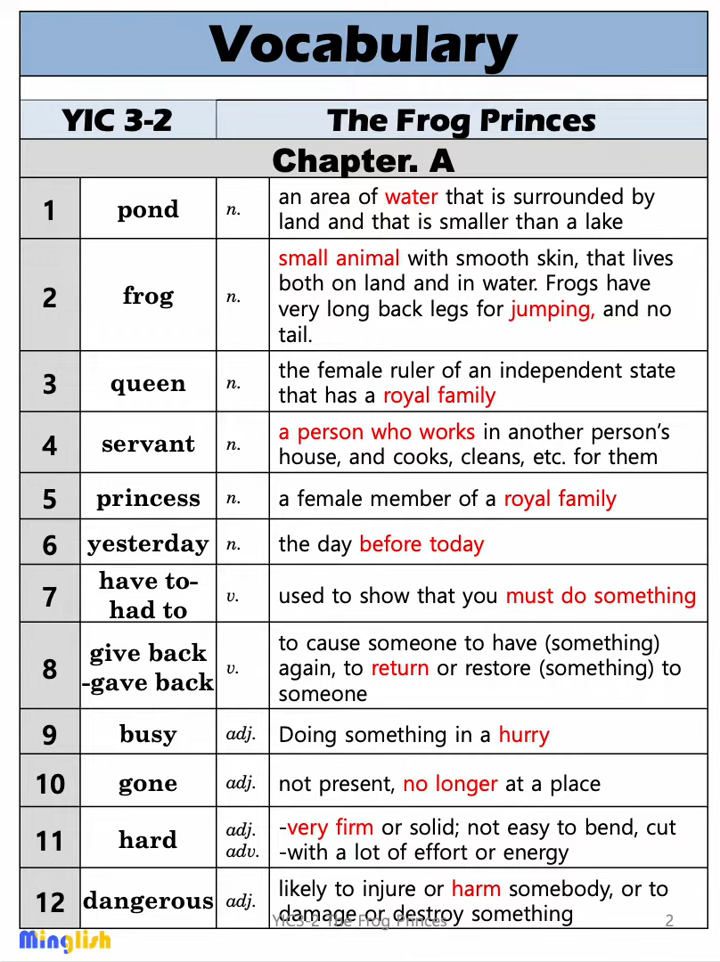 Vocabulary
YIC 3-2
The Frog Princes
Chapter. A
1 pond n. an area of water that is surrounded by
land and that is smaller than a lake
2 frog n. small animal with smooth skin, that lives
both on land and in water. Frogs have
very long back legs for jumping, and no
tail.
3 queen n. the female ruler of an independent state
that has a royal family
4 servant n. a person who works in another person's
house, and cooks, cleans, etc. for them
5 princess n. a female member of a royal family
6 yesterday n. the day before today
7 have to-
had to
v. used to show that you must do something
8 give back
-gave back
v. to cause someone to have (something)
again, to return or restore (something) to
someone
9 busy adj. Doing something in a hurry
10 gone adj. not present, no longer at a place
11 hard adj.
adv.
-very firm or solid; not easy to bend, cut
-with a lot of effort or energy
12 dangerous adj. likely to injure or harm somebody, or to
damage or destroy something
YIC3-2 The Frog Princes
2
Minglish